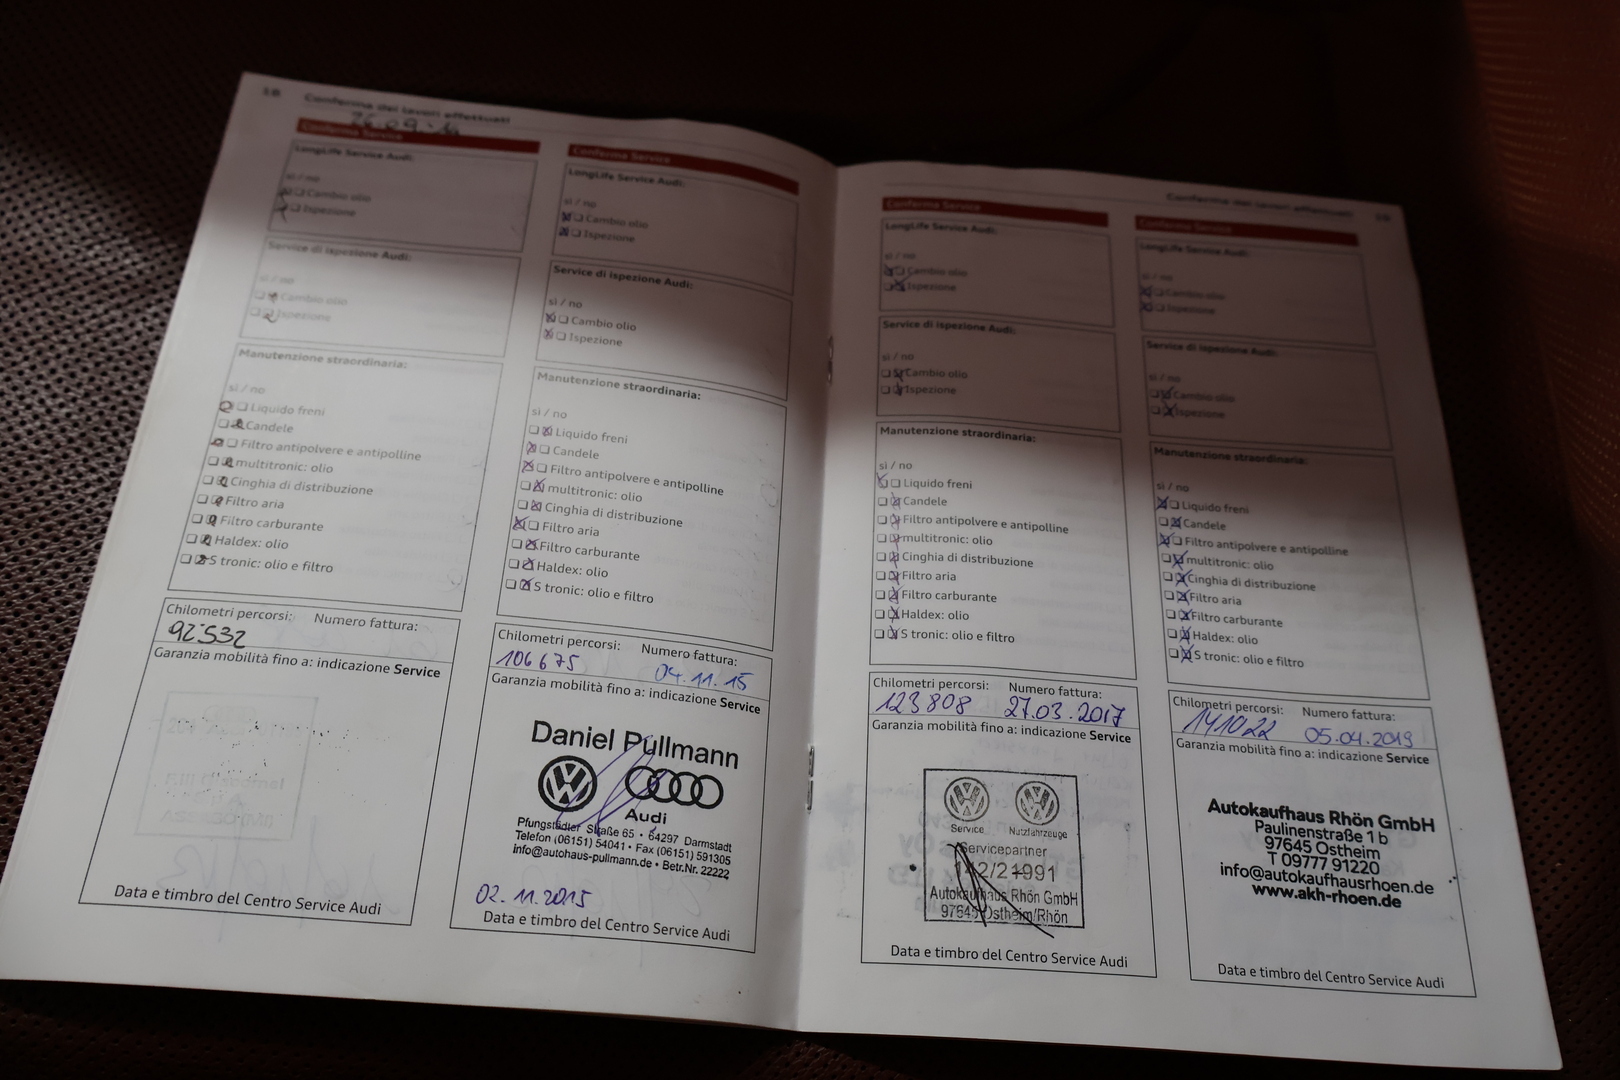 18 Conferma dei lavori effettuati
Conferma Service
LongLife Service Audi:
sì / no
Cambio olio
Ispezione
Service di ispezione Audi:
sì / no
Cambio olio
Ispezione
Manutenzione straordinaria:
sì / no
Liquido freni
Candele
Filtro antipolvere e antipolline
multitronic: olio
Cinghia di distribuzione
Filtro aria
Filtro carburante
Haldex: olio
S tronic: olio e filtro
Chilometri percorsi: Numero fattura:
92532
Garanzia mobilità fino a: indicazione Service
Data e timbro del Centro Service Audi
Conferma Service
LongLife Service Audi:
sì / no
Cambio olio
Ispezione
Service di ispezione Audi:
sì / no
Cambio olio
Ispezione
Manutenzione straordinaria:
sì / no
Liquido freni
Candele
Filtro antipolvere e antipolline
multitronic: olio
Cinghia di distribuzione
Filtro aria
Filtro carburante
Haldex: olio
S tronic: olio e filtro
Chilometri percorsi: Numero fattura:
106675 04.11.15
Garanzia mobilità fino a: indicazione Service
Daniel Pullmann
Audi
Pfungstädter Straße 65 • 64297 Darmstadt
Telefon (06151) 54041 • Fax (06151) 591305
info@autohaus-pullmann.de • Betr.Nr. 22222
02.11.2015
Data e timbro del Centro Service Audi
Conferma dei lavori effettuati 19
Conferma Service
LongLife Service Audi:
sì / no
Cambio olio
Ispezione
Service di ispezione Audi:
sì / no
Cambio olio
Ispezione
Manutenzione straordinaria:
sì / no
Liquido freni
Candele
Filtro antipolvere e antipolline
multitronic: olio
Cinghia di distribuzione
Filtro aria
Filtro carburante
Haldex: olio
S tronic: olio e filtro
Chilometri percorsi: Numero fattura:
123808 27.03.2017
Garanzia mobilità fino a: indicazione Service
Service Nutzfahrzeuge
Servicepartner
Autokaufhaus Rhön GmbH
97645 Ostheim/Rhön
Data e timbro del Centro Service Audi
Conferma Service
LongLife Service Audi:
sì / no
Cambio olio
Ispezione
Service di ispezione Audi:
sì / no
Cambio olio
Ispezione
Manutenzione straordinaria:
sì / no
Liquido freni
Candele
Filtro antipolvere e antipolline
multitronic: olio
Cinghia di distribuzione
Filtro aria
Filtro carburante
Haldex: olio
S tronic: olio e filtro
Chilometri percorsi: Numero fattura:
141022 05.04.2019
Garanzia mobilità fino a: indicazione Service
Autokaufhaus Rhön GmbH
Paulinenstraße 1 b
97645 Ostheim
T 09777 91220
info@autokaufhausrhoen.de
www.akh-rhoen.de
Data e timbro del Centro Service Audi